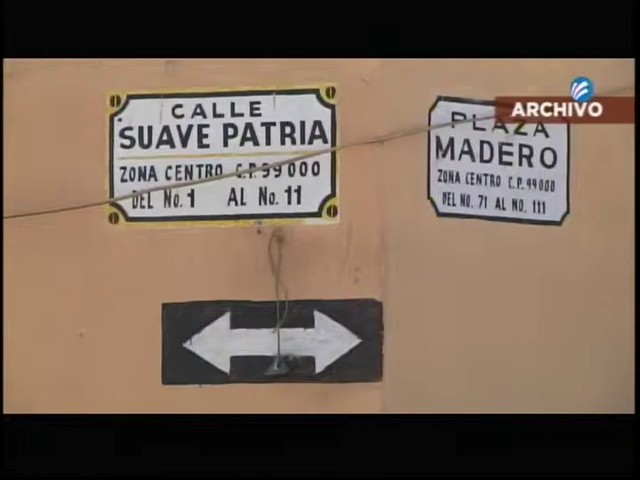 ARCHIVO
CALLE
SUAVE PATRIA
ZONA CENTRO C.P. 99000
DEL No. 1 AL No. 11
PLAZA
MADERO
ZONA CENTRO C.P. 99000
DEL NO. 71 AL NO. 111